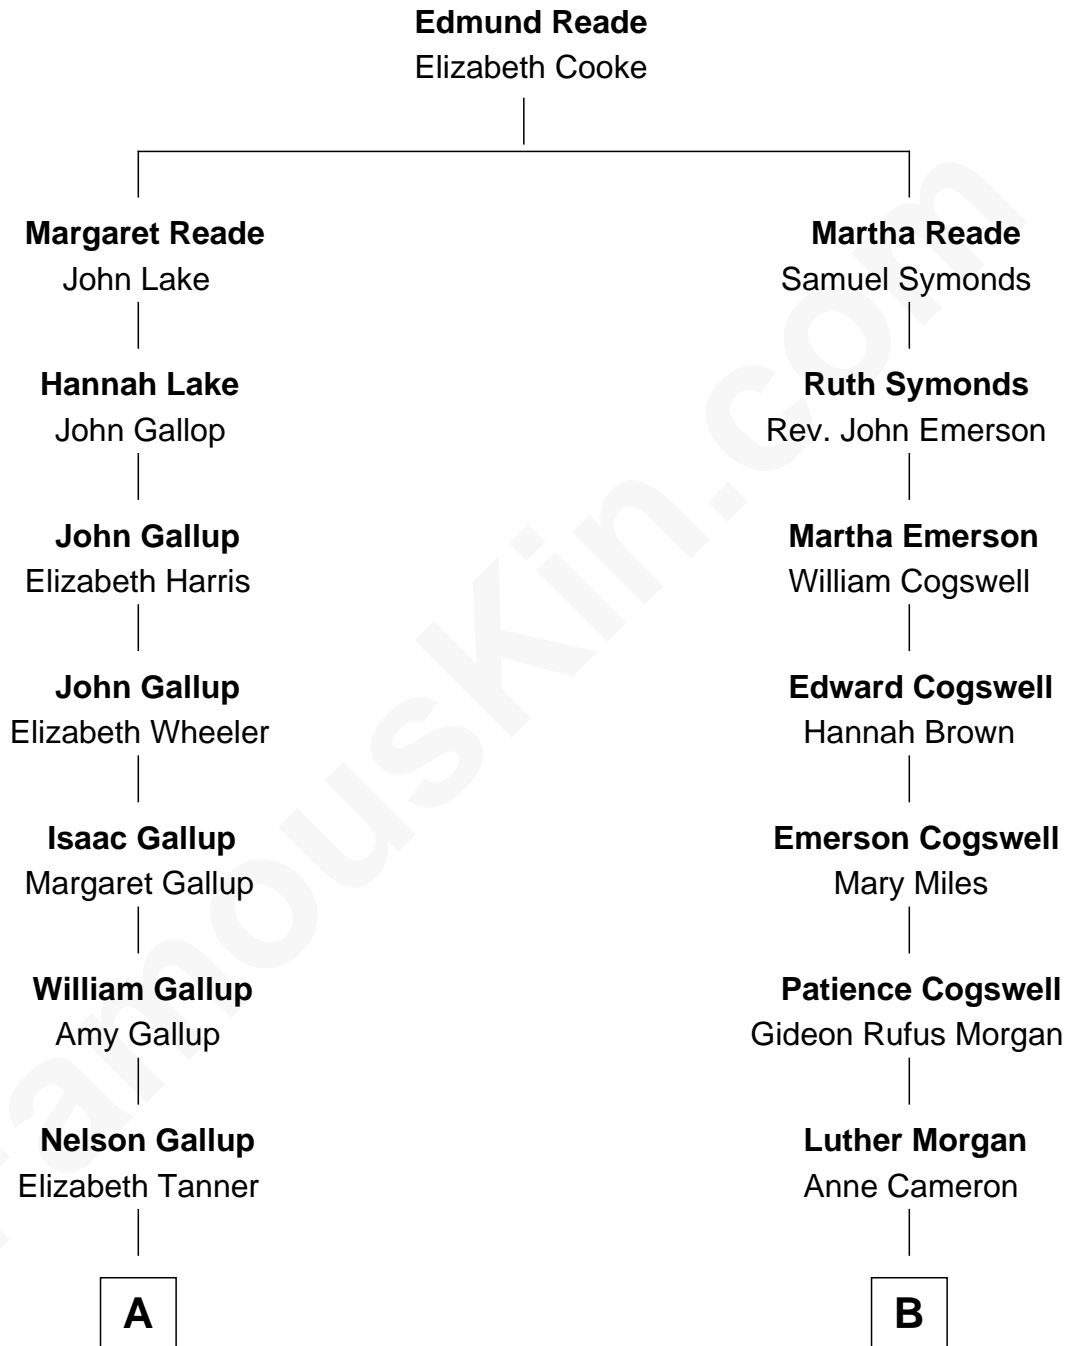 Edmund Reade
Elizabeth Cooke
Margaret Reade
John Lake
Martha Reade
Samuel Symonds
Hannah Lake
John Gallop
Ruth Symonds
Rev. John Emerson
John Gallup
Elizabeth Harris
Martha Emerson
William Cogswell
John Gallup
Elizabeth Wheeler
Edward Cogswell
Hannah Brown
Isaac Gallup
Margaret Gallup
Emerson Cogswell
Mary Miles
William Gallup
Amy Gallup
Patience Cogswell
Gideon Rufus Morgan
Nelson Gallup
Elizabeth Tanner
Luther Morgan
Anne Cameron
A
B
FamousKin.com